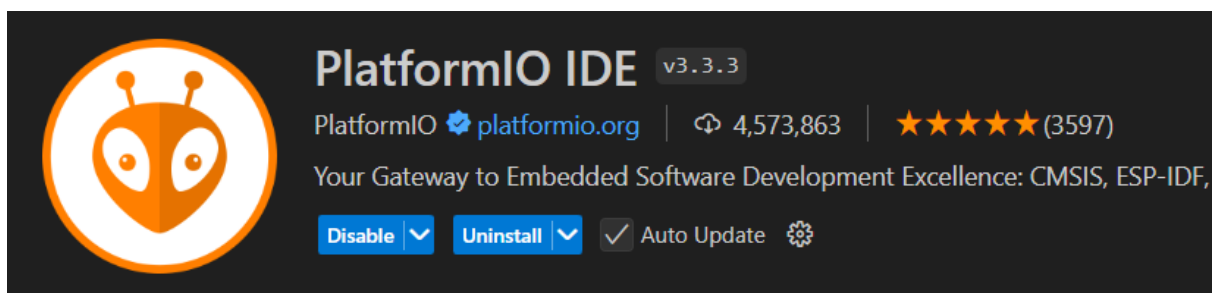 PlatformIO IDE v3.3.3
PlatformIO platformio.org 4,573,863 ★★★★★(3597)
Your Gateway to Embedded Software Development Excellence: CMSIS, ESP-IDF,
Disable Uninstall Auto Update